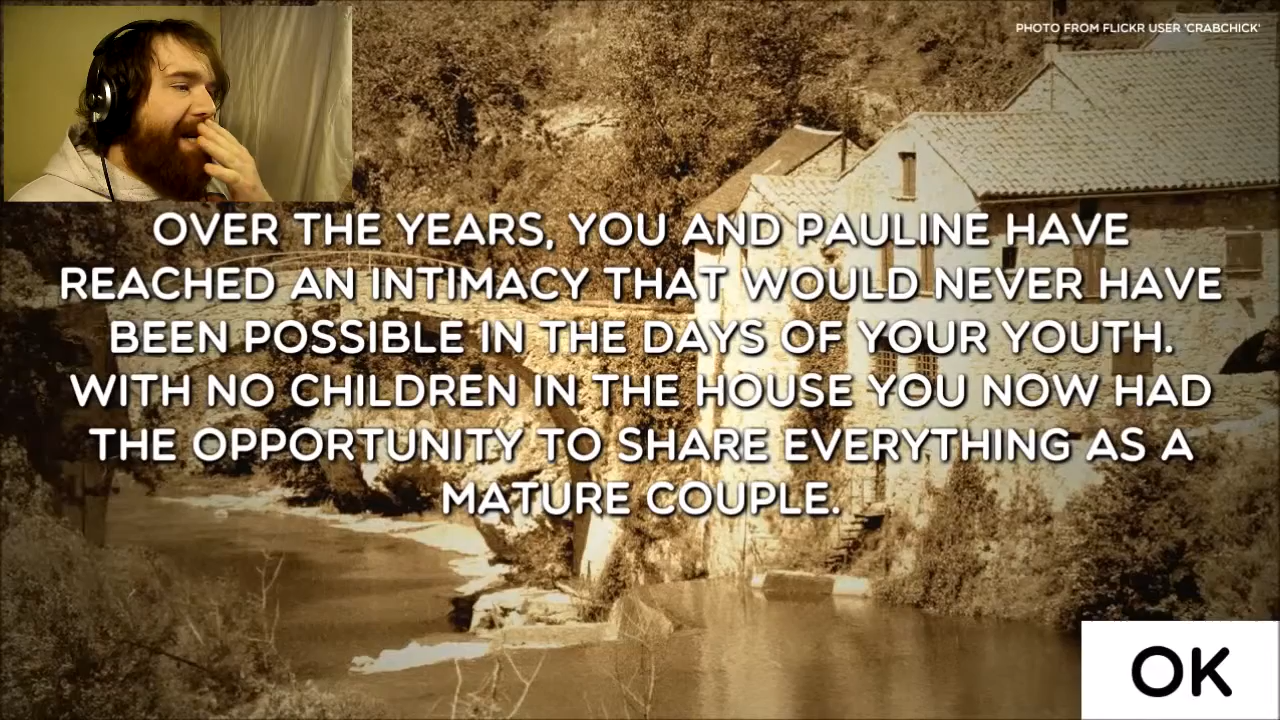 PHOTO FROM FLICKR USER 'CRABCHICK'
OVER THE YEARS, YOU AND PAULINE HAVE
REACHED AN INTIMACY THAT WOULD NEVER HAVE
BEEN POSSIBLE IN THE DAYS OF YOUR YOUTH.
WITH NO CHILDREN IN THE HOUSE YOU NOW HAD
THE OPPORTUNITY TO SHARE EVERYTHING AS A
MATURE COUPLE.
OK